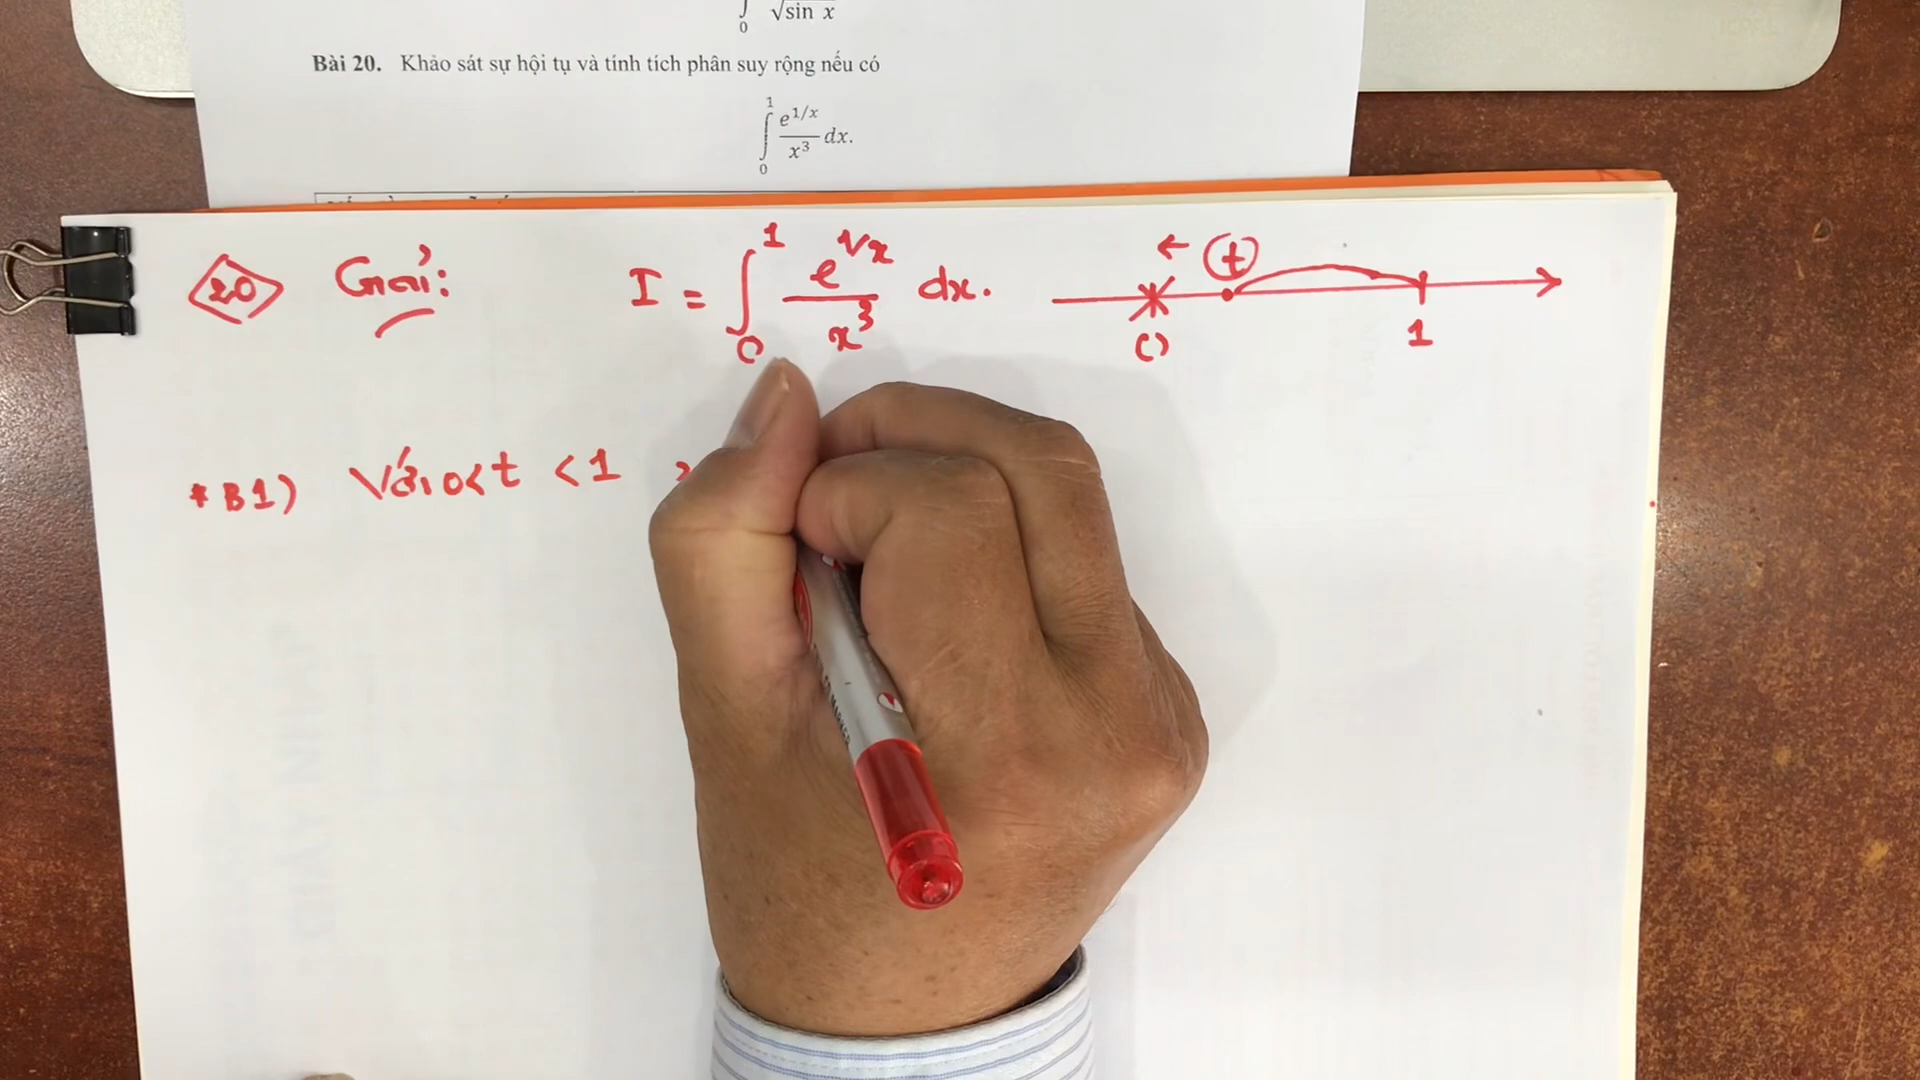 ∫₀ √sin x
Bài 20. Khảo sát sự hội tụ và tính tích phân suy rộng nếu có
∫₀¹ e^{1/x}/x³ dx.
20 Giải: I = ∫₀¹ e^{1/x}/x³ dx. ← t 0 1
* B1) Với 0 < t < 1